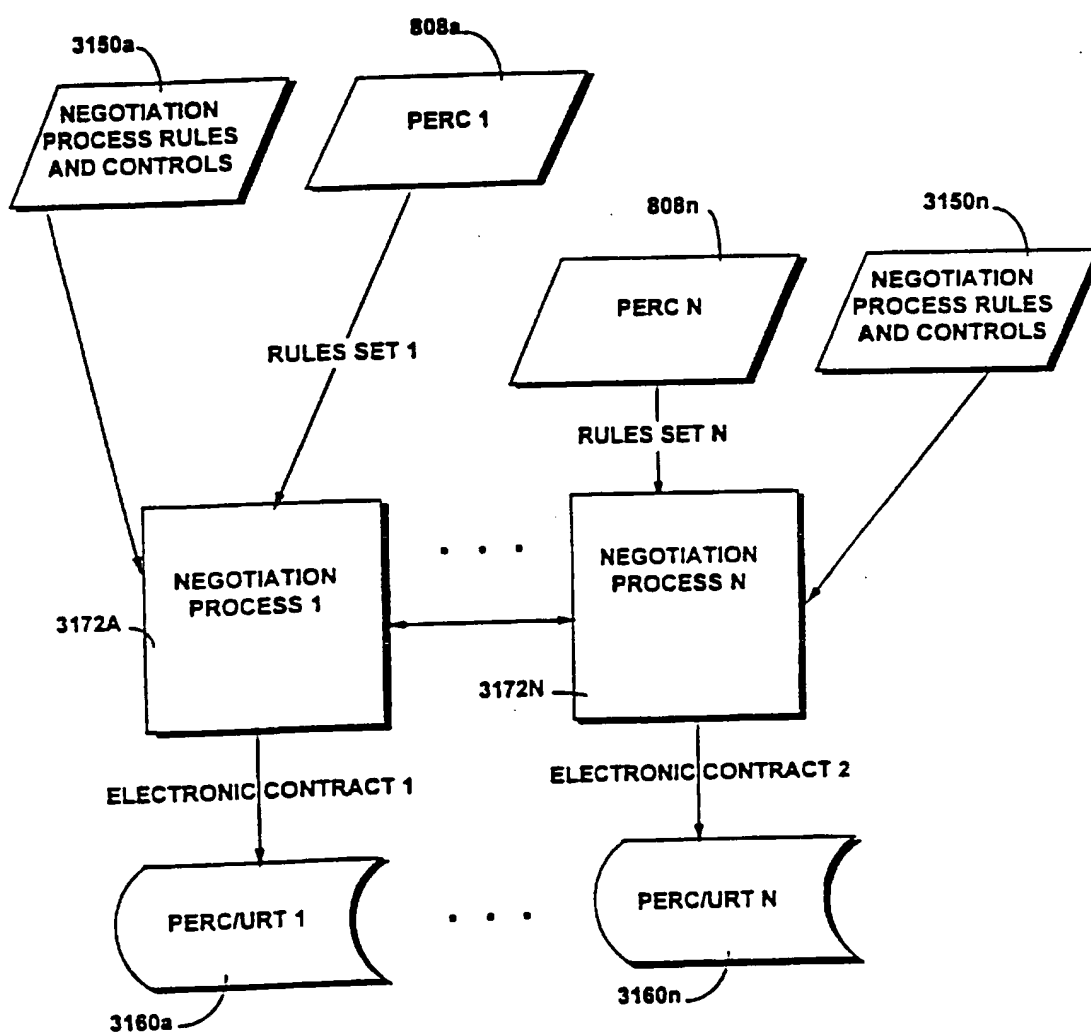 3150a
808a
NEGOTIATION
PROCESS RULES
AND CONTROLS
PERC 1
808n
3150n
PERC N
NEGOTIATION
PROCESS RULES
AND CONTROLS
RULES SET 1
RULES SET N
NEGOTIATION
PROCESS 1
. . .
NEGOTIATION
PROCESS N
3172A
3172N
ELECTRONIC CONTRACT 1
ELECTRONIC CONTRACT 2
PERC/URT 1
. . .
PERC/URT N
3160a
3160n